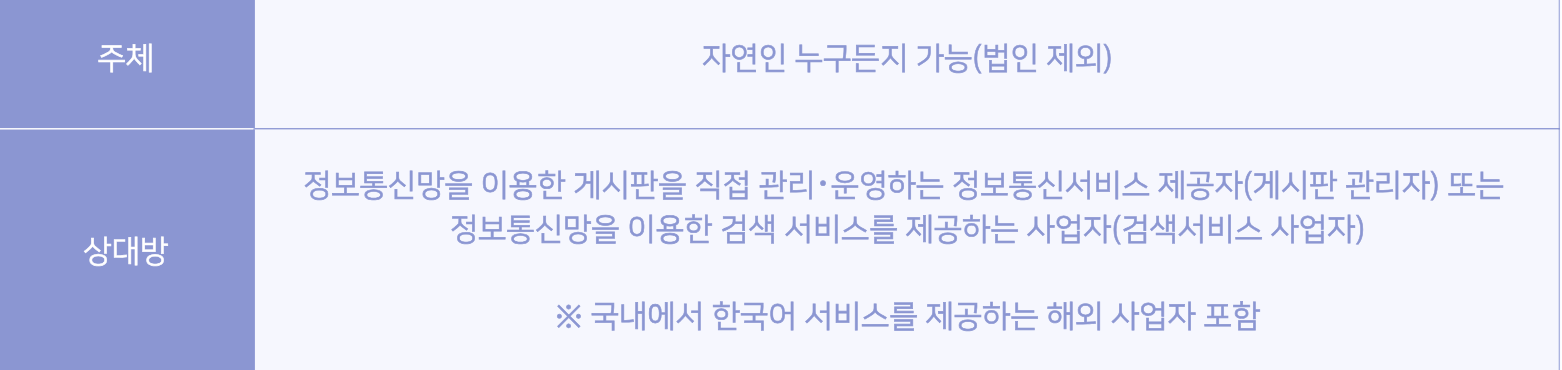 주체
자연인 누구든지 가능(법인 제외)
상대방
정보통신망을 이용한 게시판을 직접 관리･운영하는 정보통신서비스 제공자(게시판 관리자) 또는
정보통신망을 이용한 검색 서비스를 제공하는 사업자(검색서비스 사업자)
※ 국내에서 한국어 서비스를 제공하는 해외 사업자 포함